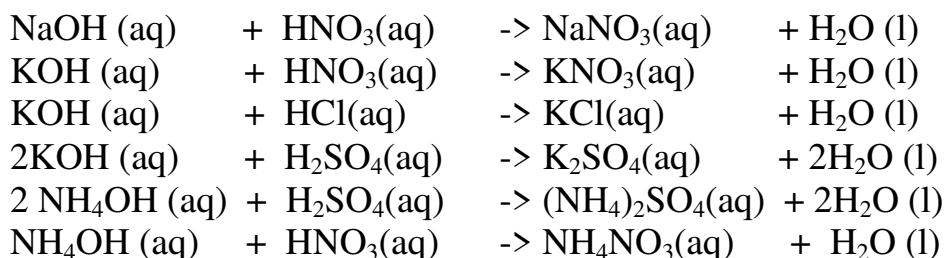 NaOH (aq) + HNO₃(aq) -> NaNO₃(aq) + H₂O (l)
KOH (aq) + HNO₃(aq) -> KNO₃(aq) + H₂O (l)
KOH (aq) + HCl(aq) -> KCl(aq) + H₂O (l)
2KOH (aq) + H₂SO₄(aq) -> K₂SO₄(aq) + 2H₂O (l)
2 NH₄OH (aq) + H₂SO₄(aq) -> (NH₄)₂SO₄(aq) + 2H₂O (l)
NH₄OH (aq) + HNO₃(aq) -> NH₄NO₃(aq) + H₂O (l)